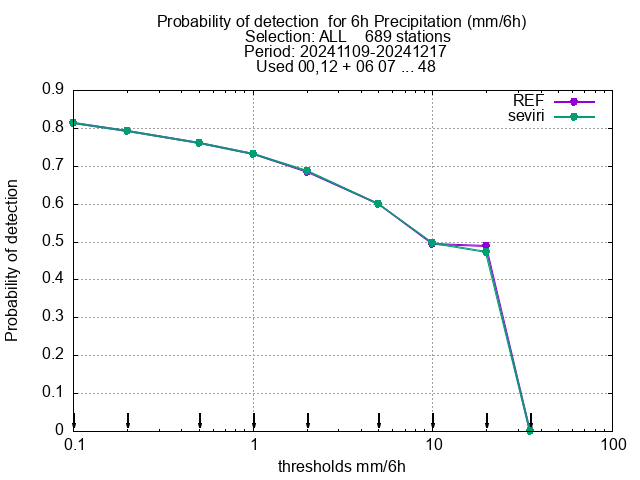 Probability of detection  for 6h Precipitation (mm/6h)
Selection: ALL    689 stations
Period: 20241109-20241217
Used 00,12 + 06 07 ... 48
REF
seviri
0.9
0.8
0.7
0.6
0.5
0.4
0.3
0.2
0.1
0
Probability of detection
0.1 1 10 100
thresholds mm/6h